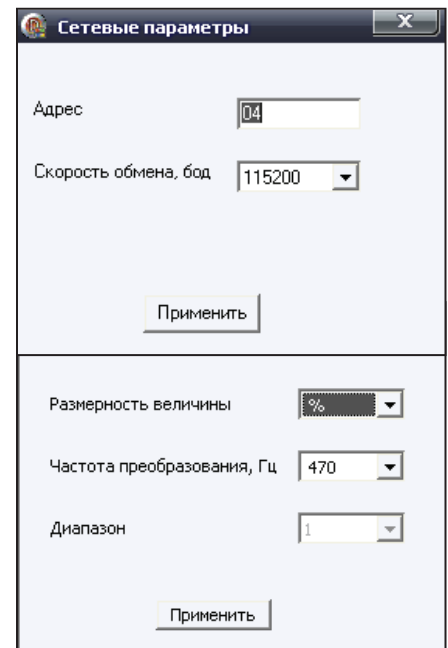 Сетевые параметры
Адрес 04
Скорость обмена, бод 115200
Применить
Размерность величины %
Частота преобразования, Гц 470
Диапазон 1
Применить